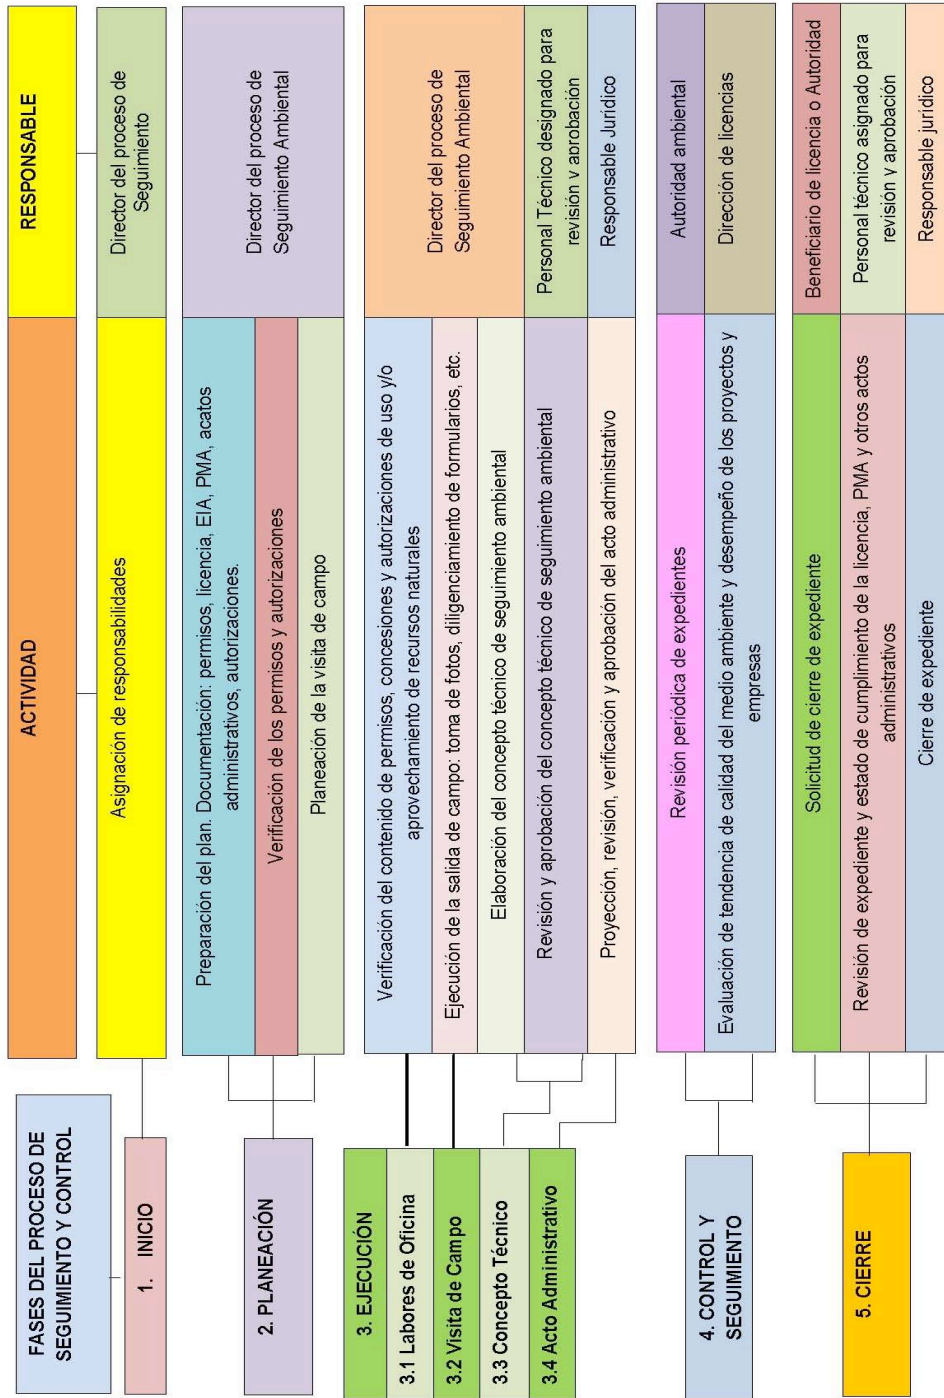 FASES DEL PROCESO DE
SEGUIMIENTO Y CONTROL
ACTIVIDAD
RESPONSABLE
1. INICIO
Asignación de responsabilidades
Director del proceso de
Seguimiento
2. PLANEACIÓN
Preparación del plan. Documentación: permisos, licencia, EIA, PMA, acatos
administrativos, autorizaciones.
Verificación de los permisos y autorizaciones
Planeación de la visita de campo
Director del proceso de
Seguimiento Ambiental
3. EJECUCIÓN
3.1 Labores de Oficina
3.2 Visita de Campo
3.3 Concepto Técnico
3.4 Acto Administrativo
Verificación del contenido de permisos, concesiones y autorizaciones de uso y/o
aprovechamiento de recursos naturales
Ejecución de la salida de campo: toma de fotos, diligenciamiento de formularios, etc.
Elaboración del concepto técnico de seguimiento ambiental
Revisión y aprobación del concepto técnico de seguimiento ambiental
Proyección, revisión, verificación y aprobación del acto administrativo
Director del proceso de
Seguimiento Ambiental
Personal Técnico designado para
revisión y aprobación
Responsable Jurídico
4. CONTROL Y
SEGUIMIENTO
Revisión periódica de expedientes
Evaluación de tendencia de calidad del medio ambiente y desempeño de los proyectos y
empresas
Autoridad ambiental
Dirección de licencias
5. CIERRE
Solicitud de cierre de expediente
Revisión de expediente y estado de cumplimiento de la licencia, PMA y otros actos
administrativos
Cierre de expediente
Beneficiario de licencia o Autoridad
Personal técnico asignado para
revisión y aprobación
Responsable jurídico